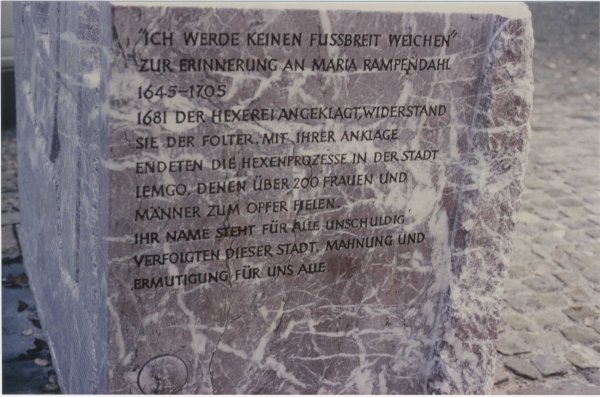 "ICH WERDE KEINEN FUSSBREIT WEICHEN"
ZUR ERINNERUNG AN MARIA RAMPENDAHL
1645-1705
1681 DER HEXEREI ANGEKLAGT, WIDERSTAND
SIE DER FOLTER. MIT IHRER ANKLAGE
ENDETEN DIE HEXENPROZESSE IN DER STADT
LEMGO, DENEN ÜBER 200 FRAUEN UND
MÄNNER ZUM OPFER FIELEN.
IHR NAME STEHT FÜR ALLE UNSCHULDIG
VERFOLGTEN DIESER STADT. MAHNUNG UND
ERMUTIGUNG FÜR UNS ALLE.